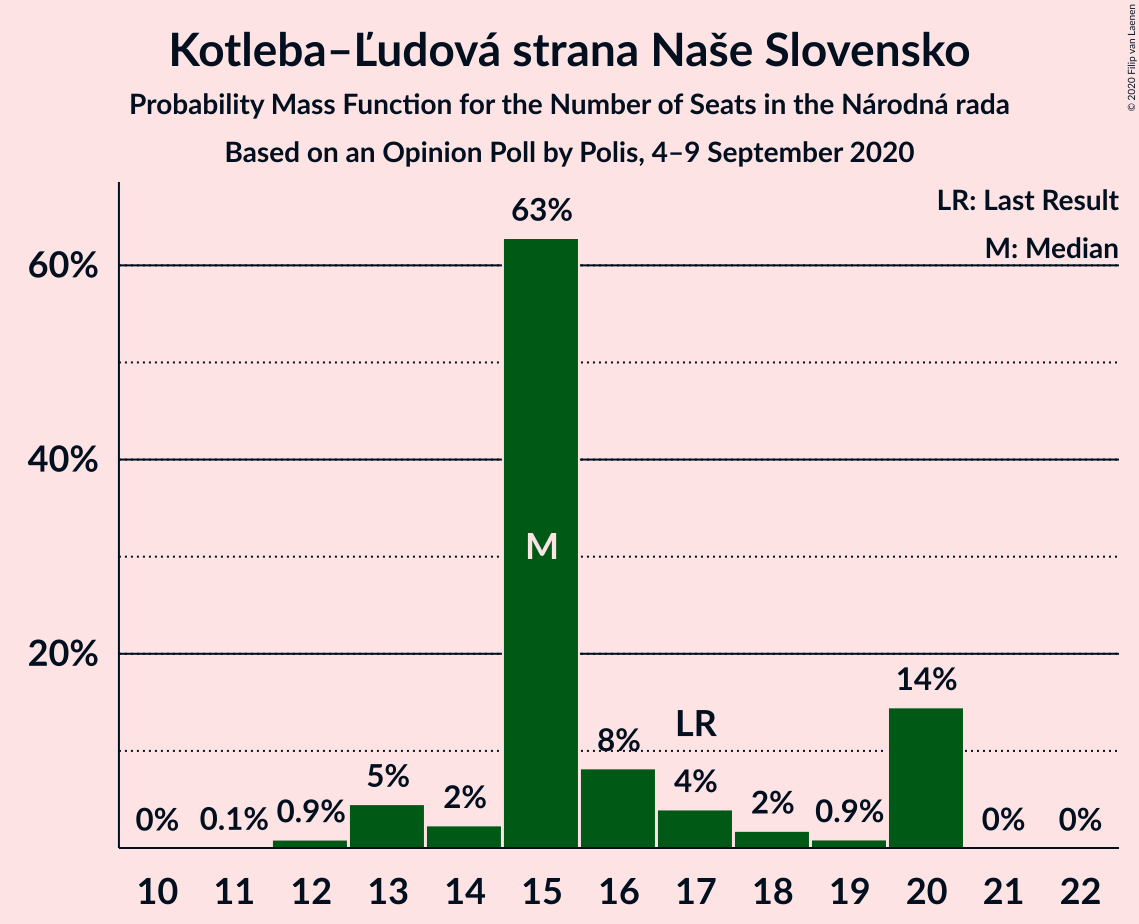 Kotleba–Ľudová strana Naše Slovensko
Probability Mass Function for the Number of Seats in the Národná rada
Based on an Opinion Poll by Polis, 4–9 September 2020
© 2020 Filip van Laenen
LR: Last Result
M: Median
60%
40%
20%
0%
0.1%
0.9%
5%
2%
63%
M
8%
LR
4%
2%
0.9%
14%
0%
0%
10 11 12 13 14 15 16 17 18 19 20 21 22